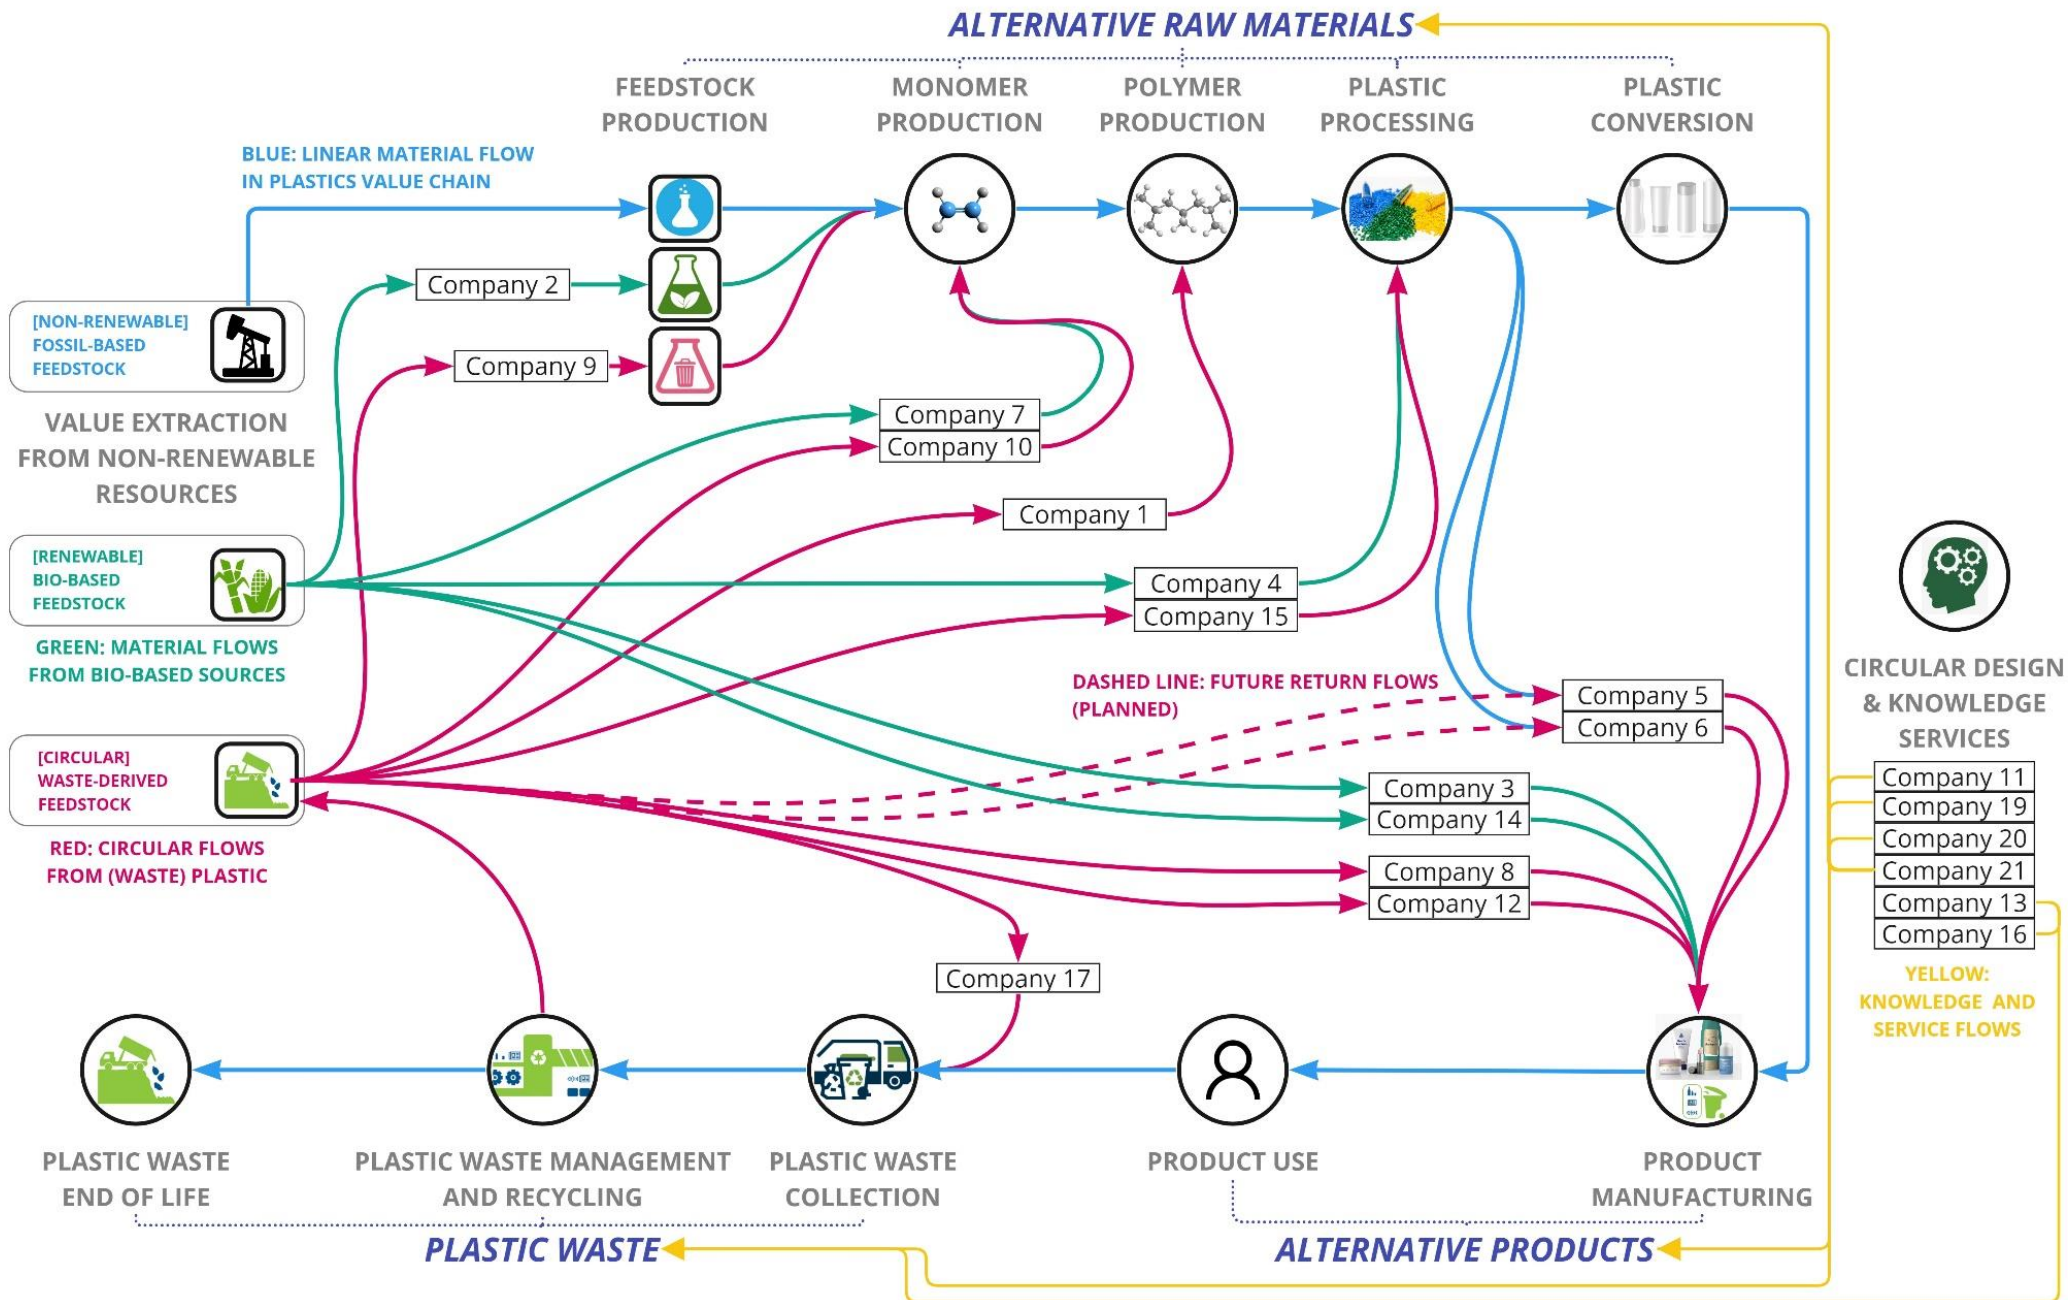 ALTERNATIVE RAW MATERIALS
FEEDSTOCK
PRODUCTION
MONOMER
PRODUCTION
POLYMER
PRODUCTION
PLASTIC
PROCESSING
PLASTIC
CONVERSION
BLUE: LINEAR MATERIAL FLOW
IN PLASTICS VALUE CHAIN
Company 2
Company 9
[NON-RENEWABLE]
FOSSIL-BASED
FEEDSTOCK
VALUE EXTRACTION
FROM NON-RENEWABLE
RESOURCES
Company 7
Company 10
Company 1
[RENEWABLE]
BIO-BASED
FEEDSTOCK
GREEN: MATERIAL FLOWS
FROM BIO-BASED SOURCES
Company 4
Company 15
DASHED LINE: FUTURE RETURN FLOWS
(PLANNED)
Company 5
Company 6
[CIRCULAR]
WASTE-DERIVED
FEEDSTOCK
RED: CIRCULAR FLOWS
FROM (WASTE) PLASTIC
Company 3
Company 14
Company 8
Company 12
Company 17
CIRCULAR DESIGN
& KNOWLEDGE
SERVICES
Company 11
Company 19
Company 20
Company 21
Company 13
Company 16
YELLOW:
KNOWLEDGE AND
SERVICE FLOWS
PLASTIC WASTE
END OF LIFE
PLASTIC WASTE MANAGEMENT
AND RECYCLING
PLASTIC WASTE
COLLECTION
PRODUCT USE
PRODUCT
MANUFACTURING
PLASTIC WASTE
ALTERNATIVE PRODUCTS